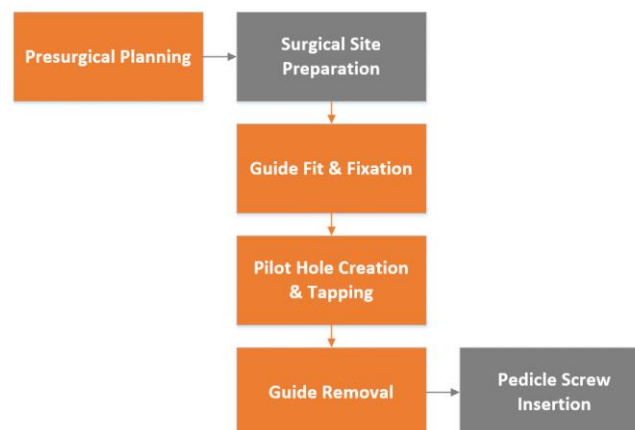 Presurgical Planning
Surgical Site
Preparation
Guide Fit & Fixation
Pilot Hole Creation
& Tapping
Guide Removal
Pedicle Screw
Insertion